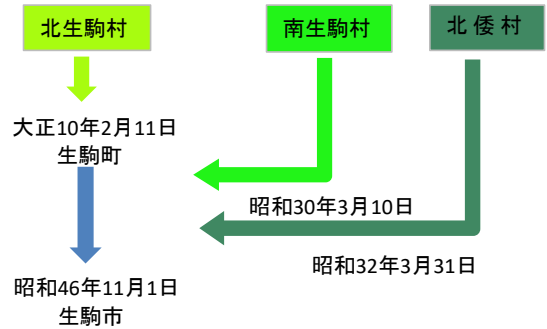 北生駒村
南生駒村
北倭村
大正10年2月11日
生駒町
昭和30年3月10日
昭和32年3月31日
昭和46年11月1日
生駒市